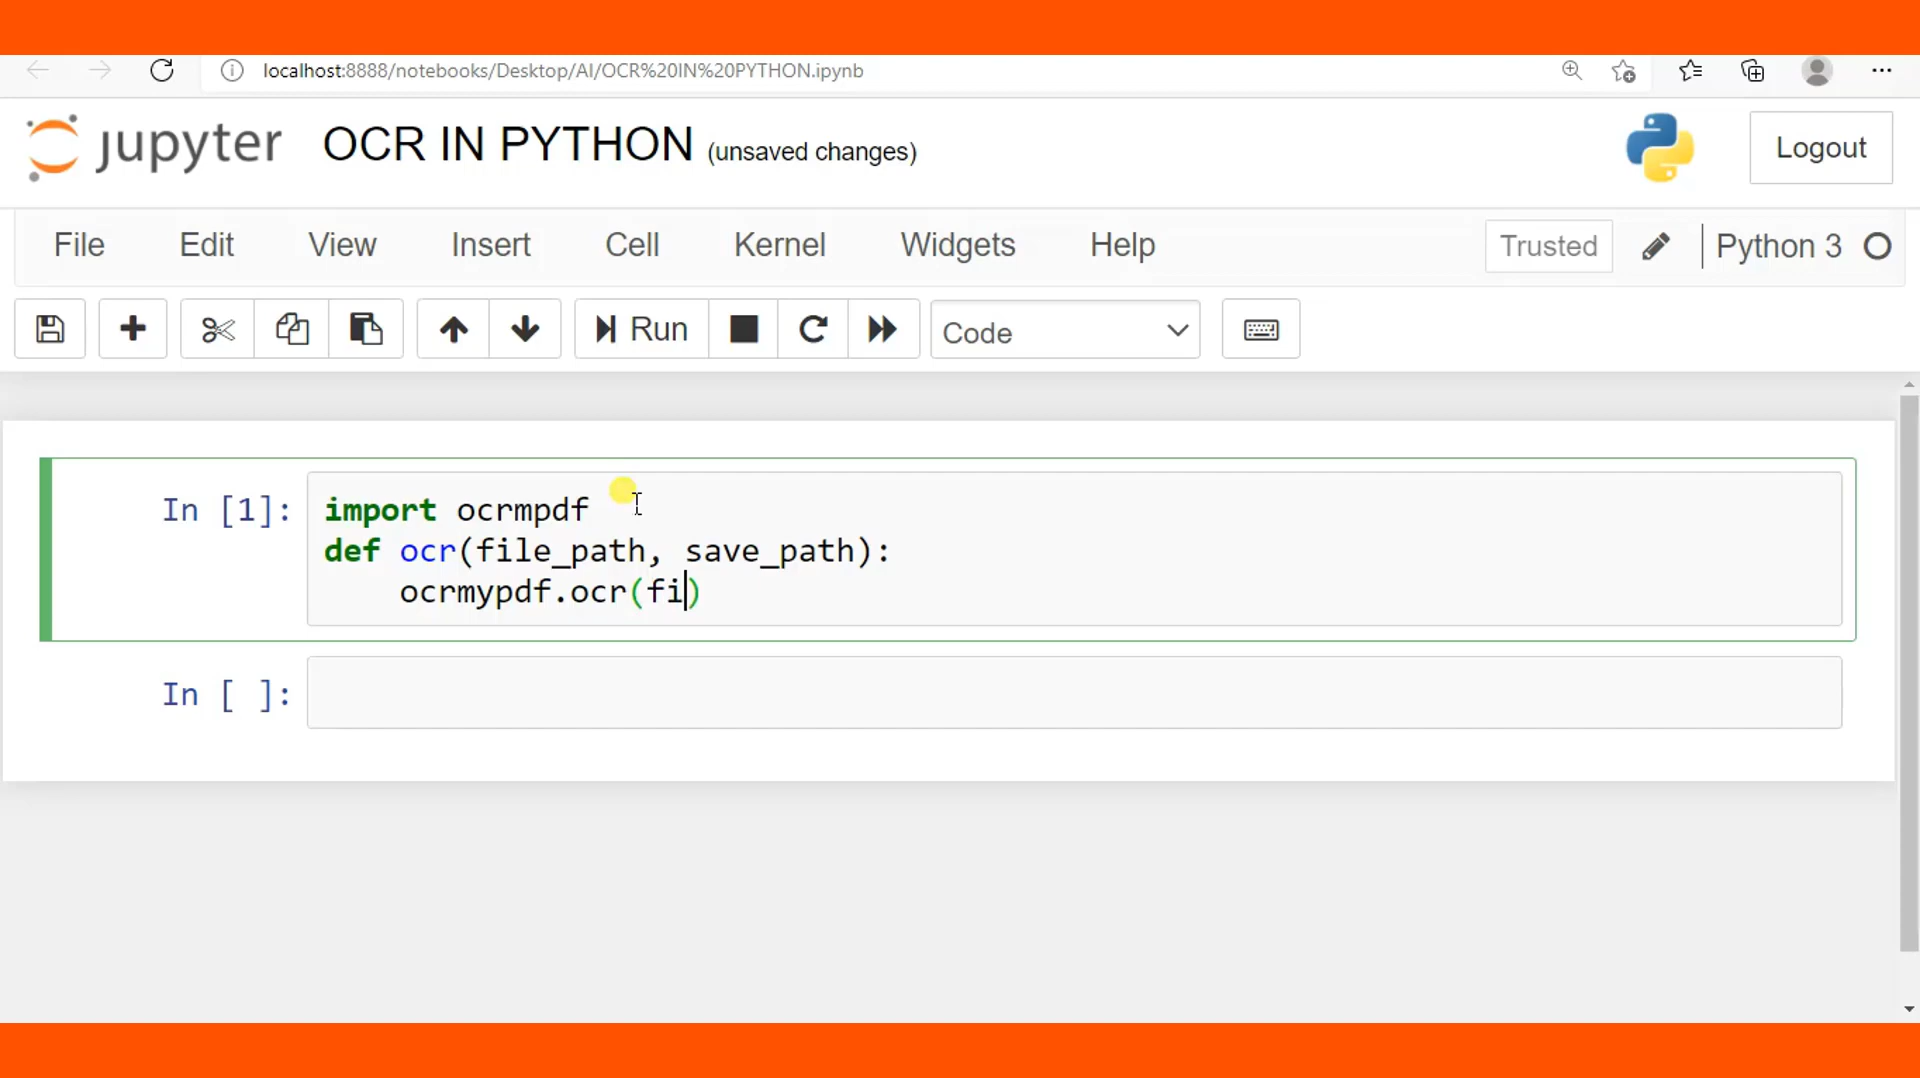 localhost:8888/notebooks/Desktop/AI/OCR%20IN%20PYTHON.ipynb
jupyter OCR IN PYTHON (unsaved changes) Logout
File Edit View Insert Cell Kernel Widgets Help Trusted Python 3
Run Code
In [1]: import ocrmpdf
def ocr(file_path, save_path):
ocrmypdf.ocr(fi)
In [ ]: